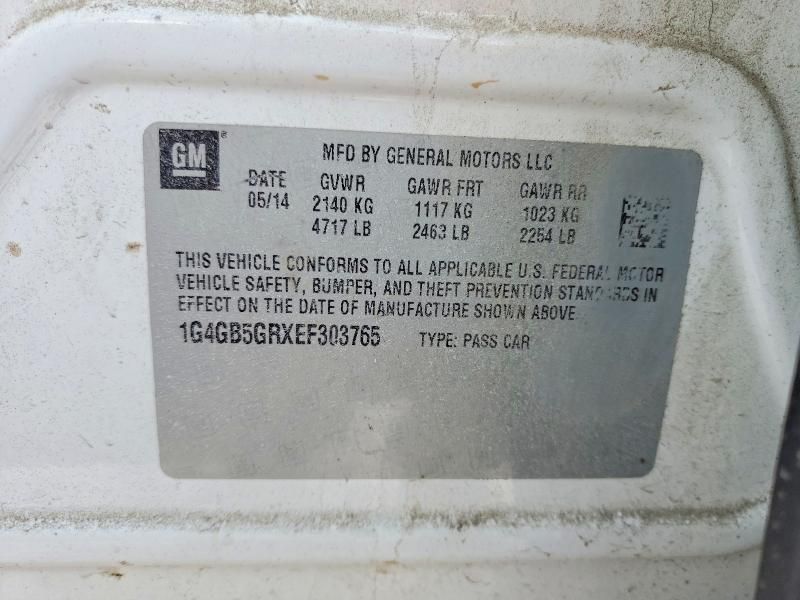 GM ®
MFD BY GENERAL MOTORS LLC
DATE GVWR GAWR FRT GAWR RR
05/14 2140 KG 1117 KG 1023 KG
4717 LB 2463 LB 2254 LB
THIS VEHICLE CONFORMS TO ALL APPLICABLE U.S. FEDERAL MOTOR
VEHICLE SAFETY, BUMPER, AND THEFT PREVENTION STANDARDS IN
EFFECT ON THE DATE OF MANUFACTURE SHOWN ABOVE.
1G4GB5GRXEF303765 TYPE: PASS CAR